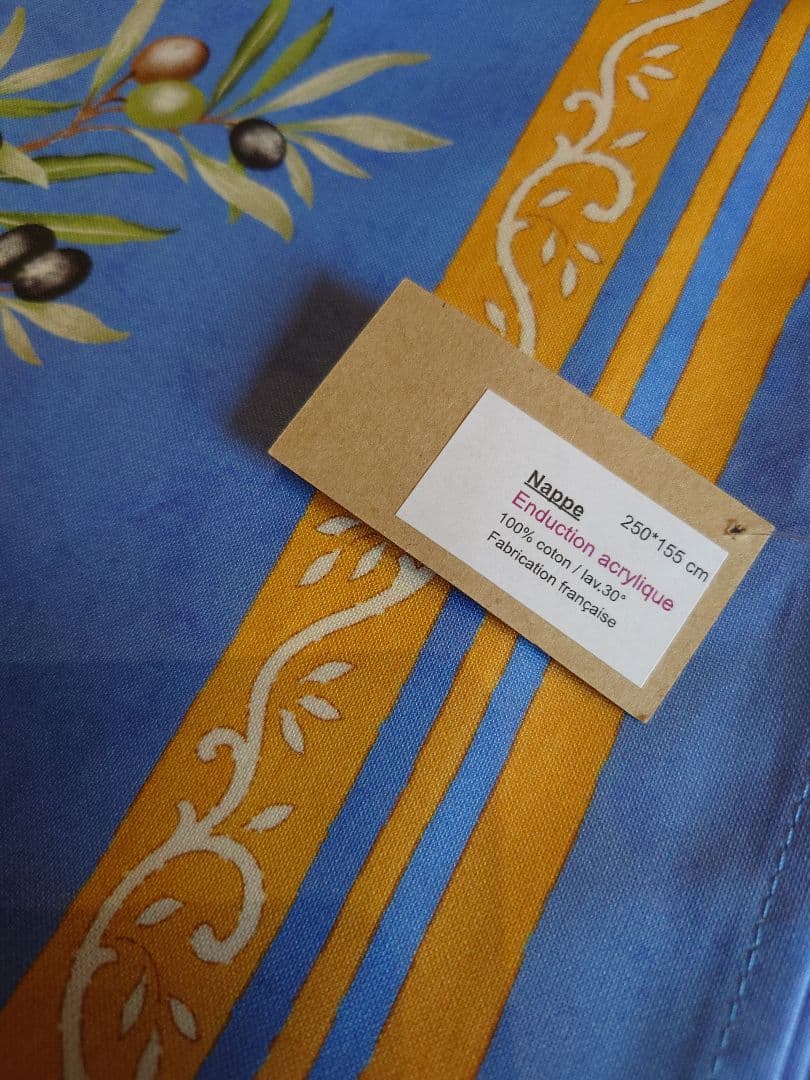 Nappe 250*155 cm
Enduction acrylique
100% coton / lav.30°
Fabrication française